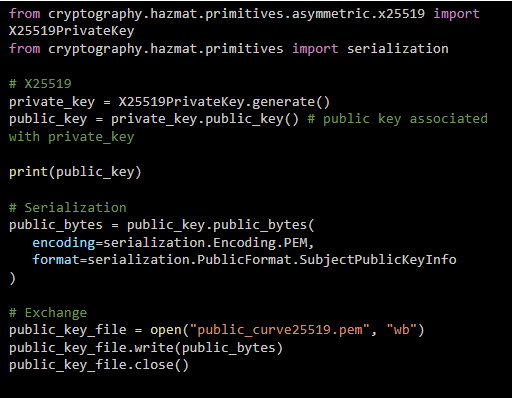 from cryptography.hazmat.primitives.asymmetric.x25519 import
X25519PrivateKey
from cryptography.hazmat.primitives import serialization
# X25519
private_key = X25519PrivateKey.generate()
public_key = private_key.public_key() # public key associated
with private_key
print(public_key)
# Serialization
public_bytes = public_key.public_bytes(
   encoding=serialization.Encoding.PEM,
   format=serialization.PublicFormat.SubjectPublicKeyInfo
)
# Exchange
public_key_file = open("public_curve25519.pem", "wb")
public_key_file.write(public_bytes)
public_key_file.close()